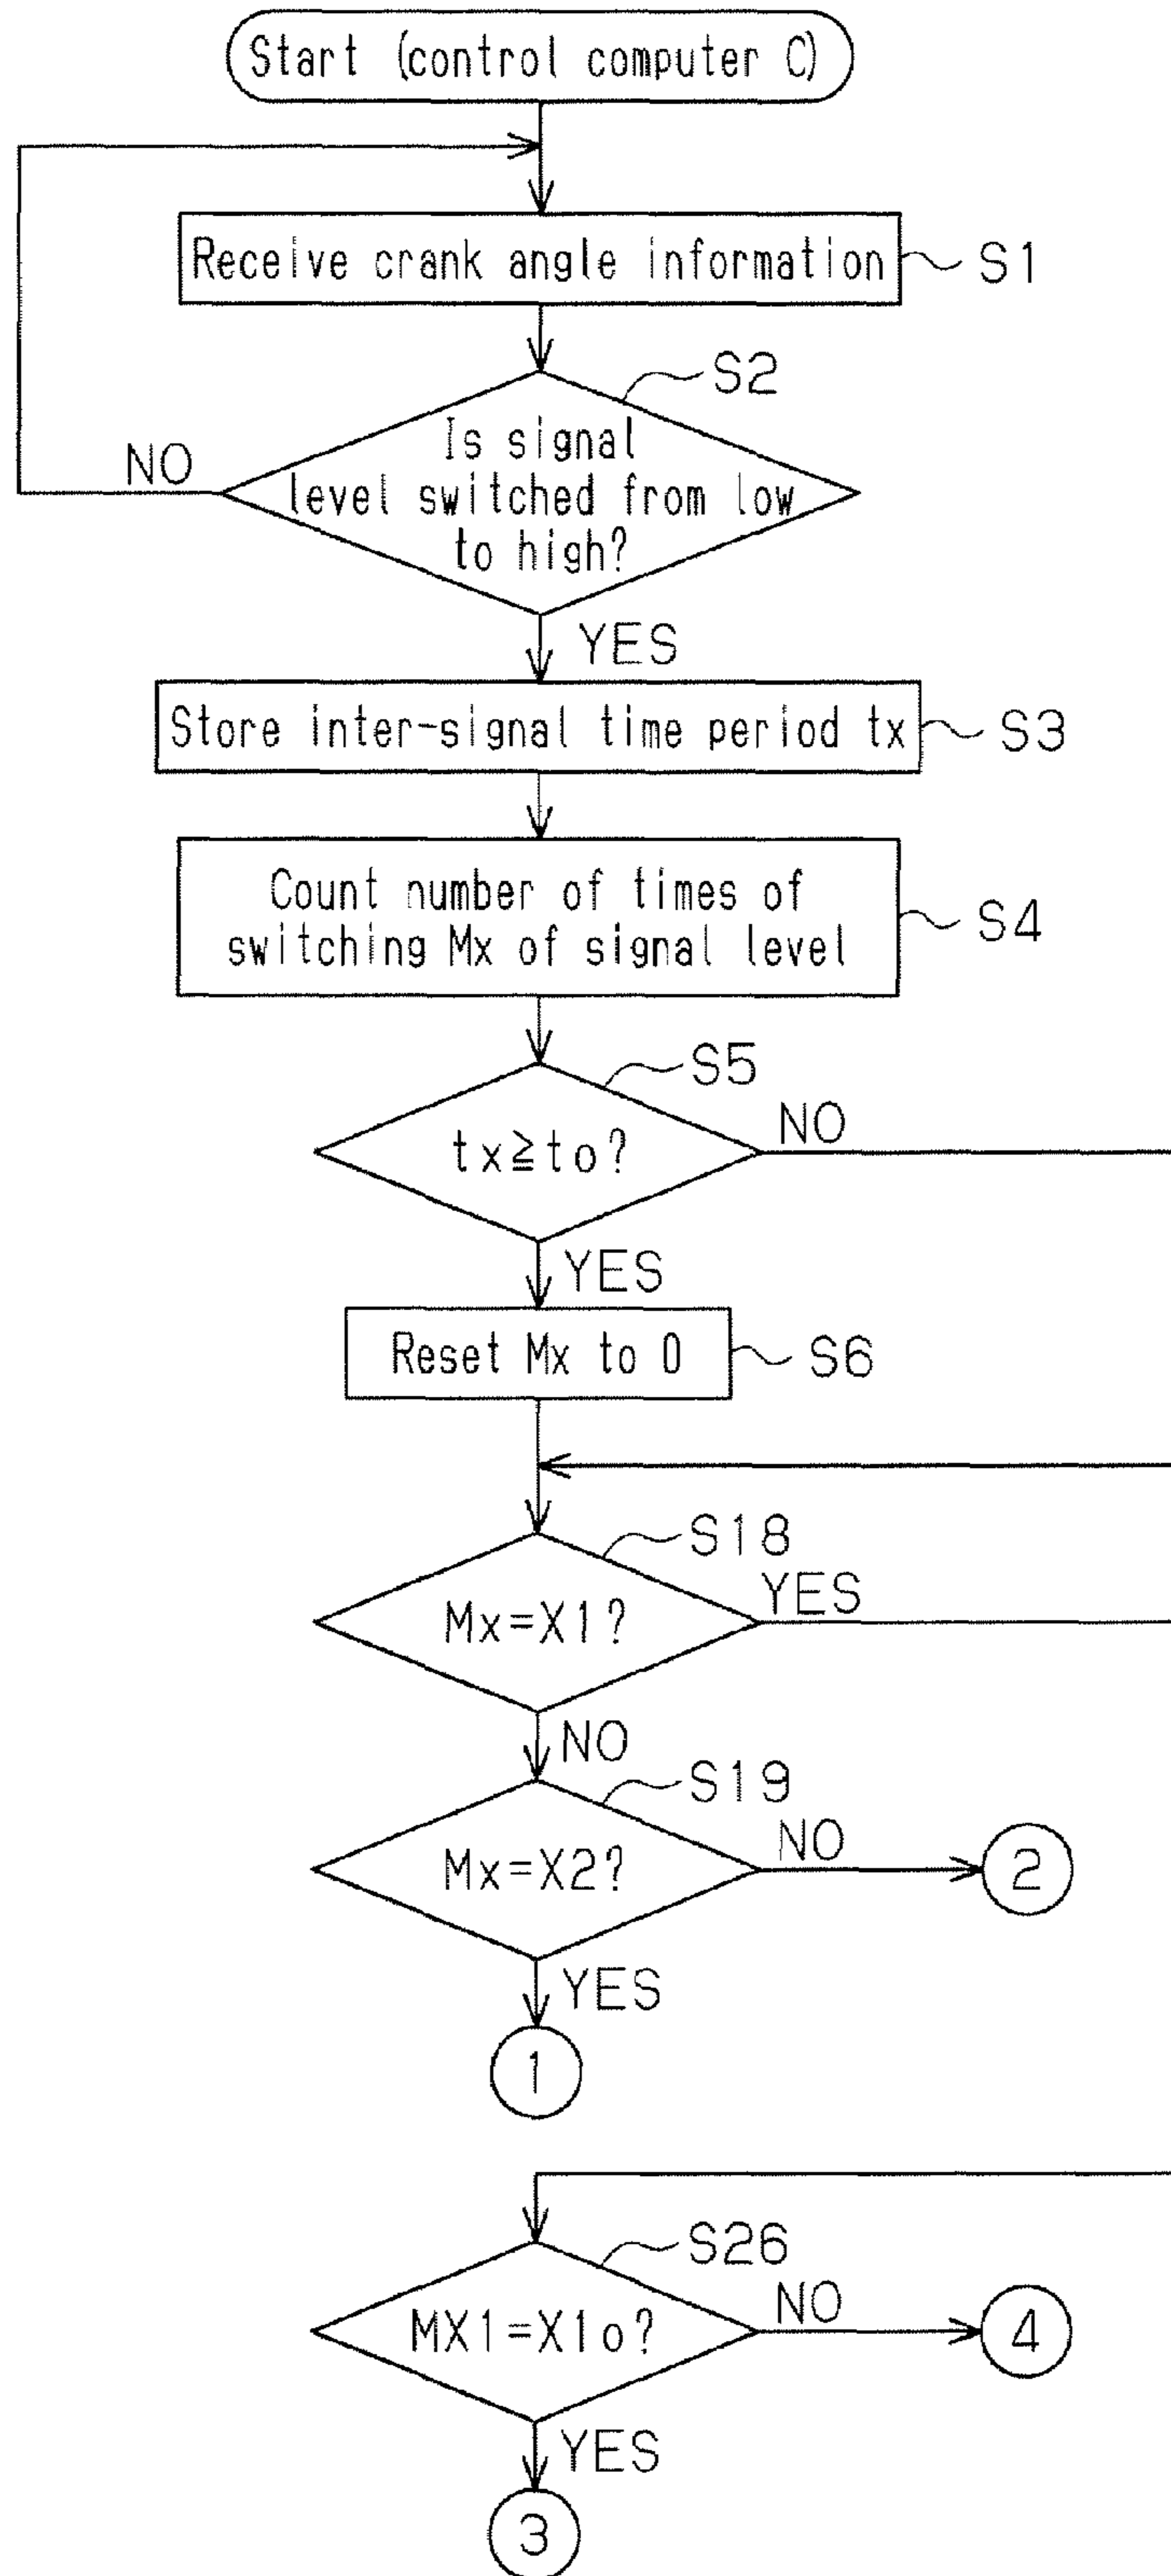 Start (control computer C)
Receive crank angle information
S1
S2
Is signal
level switched from low
to high?
NO
YES
Store inter-signal time period tx
S3
Count number of times of
switching Mx of signal level
S4
S5
tx≧to?
NO
YES
Reset Mx to 0
S6
S18
Mx=X1?
YES
NO
S19
Mx=X2?
NO
2
YES
1
S26
MX1=X1o?
NO
4
YES
3